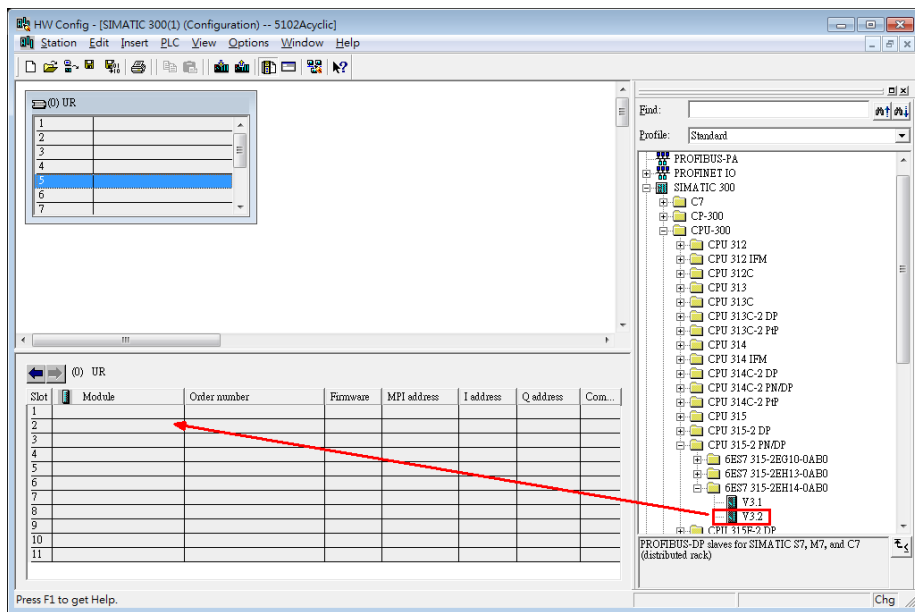 HW Config - [SIMATIC 300(1) (Configuration) -- 5102Acyclic]
Station Edit Insert PLC View Options Window Help
(0) UR
1
2
3
4
5
6
7
Find:
Profile: Standard
PROFIBUS-PA
PROFINET IO
SIMATIC 300
C7
CP-300
CPU-300
CPU 312
CPU 312 IFM
CPU 312C
CPU 313
CPU 313C
CPU 313C-2 DP
CPU 313C-2 PtP
CPU 314
CPU 314 IFM
CPU 314C-2 DP
CPU 314C-2 PN/DP
CPU 314C-2 PtP
CPU 315
CPU 315-2 DP
CPU 315-2 PN/DP
6ES7 315-2EG10-0AB0
6ES7 315-2EH13-0AB0
6ES7 315-2EH14-0AB0
V3.1
V3.2
CPU 315F-2 DP
PROFIBUS-DP slaves for SIMATIC S7, M7, and C7
(distributed rack)
(0) UR
Slot Module Order number Firmware MPI address I address Q address Com...
1
2
3
4
5
6
7
8
9
10
11
Press F1 to get Help.
Chg